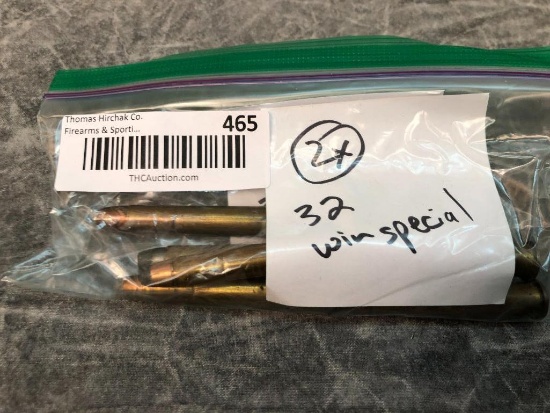 Thomas Hirchak Co.
Firearms & Sporti...
465
THCAuction.com
2x
32
win special